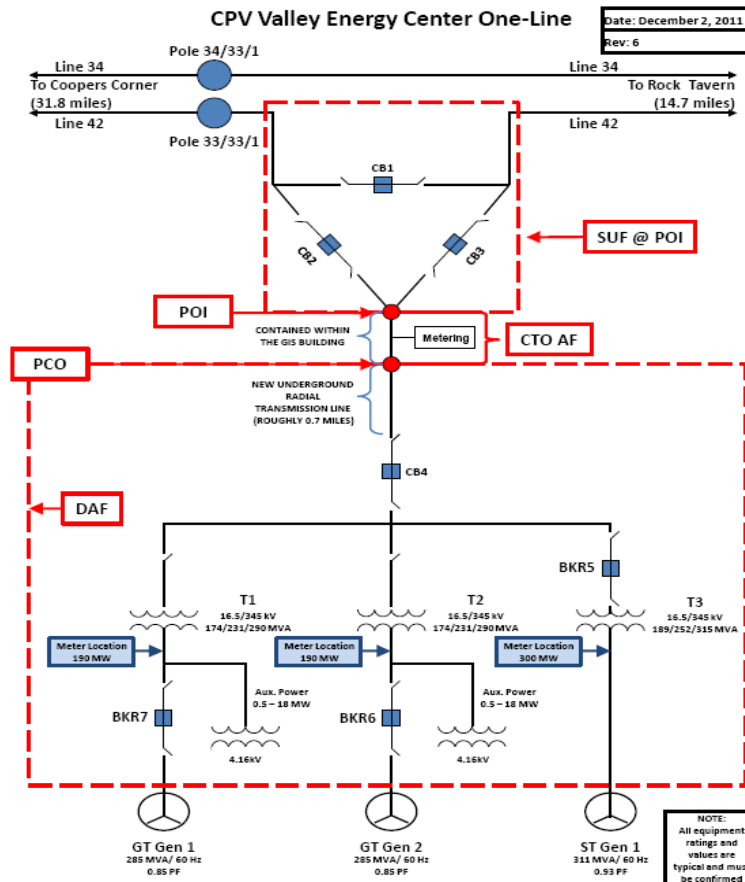 CPV Valley Energy Center One-Line
Date: December 2, 2011
Rev: 6
Pole 34/33/1
Line 34
Line 34
To Coopers Corner
(31.8 miles)
To Rock Tavern
(14.7 miles)
Line 42
Line 42
Pole 33/33/1
CB1
CB2
CB3
SUF @ POI
POI
CONTAINED WITHIN
THE GIS BUILDING
Metering
CTO AF
PCO
NEW UNDERGROUND
RADIAL
TRANSMISSION LINE
(ROUGHLY 0.7 MILES)
CB4
DAF
BKR5
T1
16.5/345 kV
174/231/290 MVA
T2
16.5/345 kV
174/231/290 MVA
T3
16.5/345 kV
189/252/315 MVA
Meter Location
190 MW
Meter Location
190 MW
Meter Location
300 MW
Aux. Power
0.5 – 18 MW
Aux. Power
0.5 – 18 MW
BKR7
BKR6
4.16kV
4.16kV
GT Gen 1
285 MVA/ 60 Hz
0.85 PF
GT Gen 2
285 MVA/ 60 Hz
0.85 PF
ST Gen 1
311 MVA/ 60 Hz
0.93 PF
NOTE:
All equipment
ratings and
values are
typical and must
be confirmed